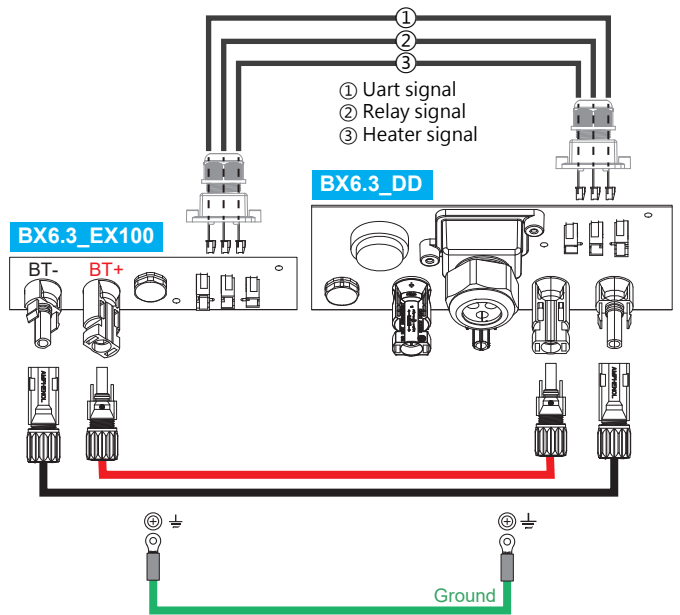 ①
②
③
① Uart signal
② Relay signal
③ Heater signal
BX6.3_DD
BX6.3_EX100
BT- BT+
Ground